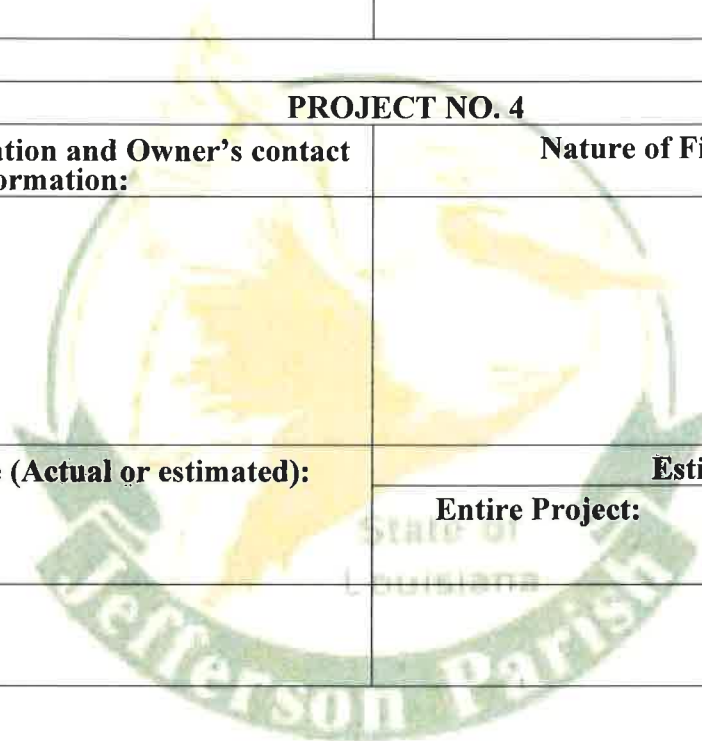 PROJECT NO. 4
ation and Owner's contact
ormation:
Nature of Fi
e (Actual or estimated):
Esti
Entire Project:
State of
Louisiana
Jefferson Parish